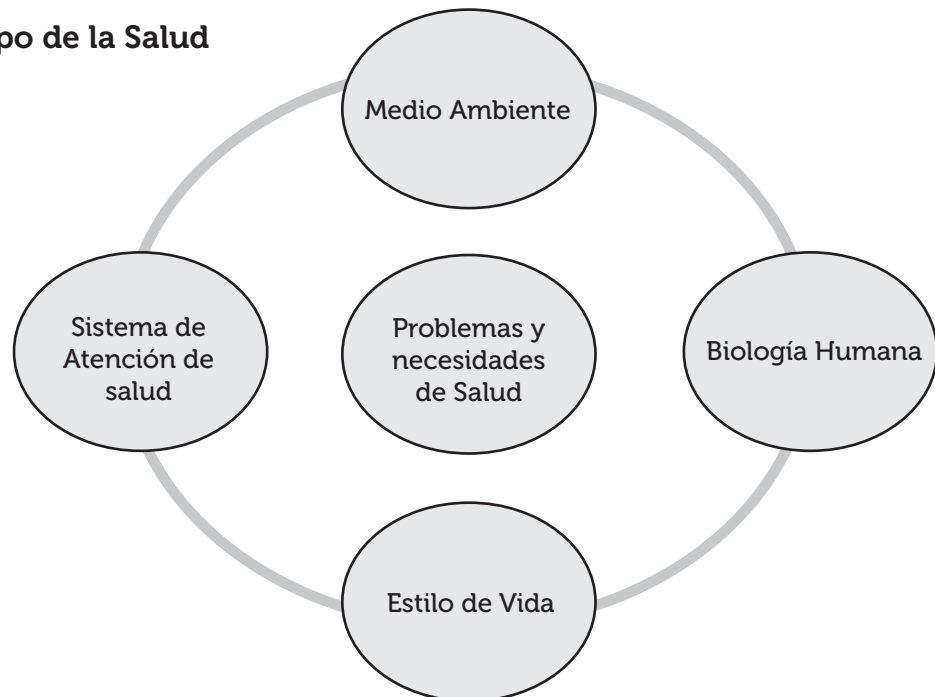 po de la Salud
Medio Ambiente
Sistema de
Atención de
salud
Problemas y
necesidades
de Salud
Biología Humana
Estilo de Vida